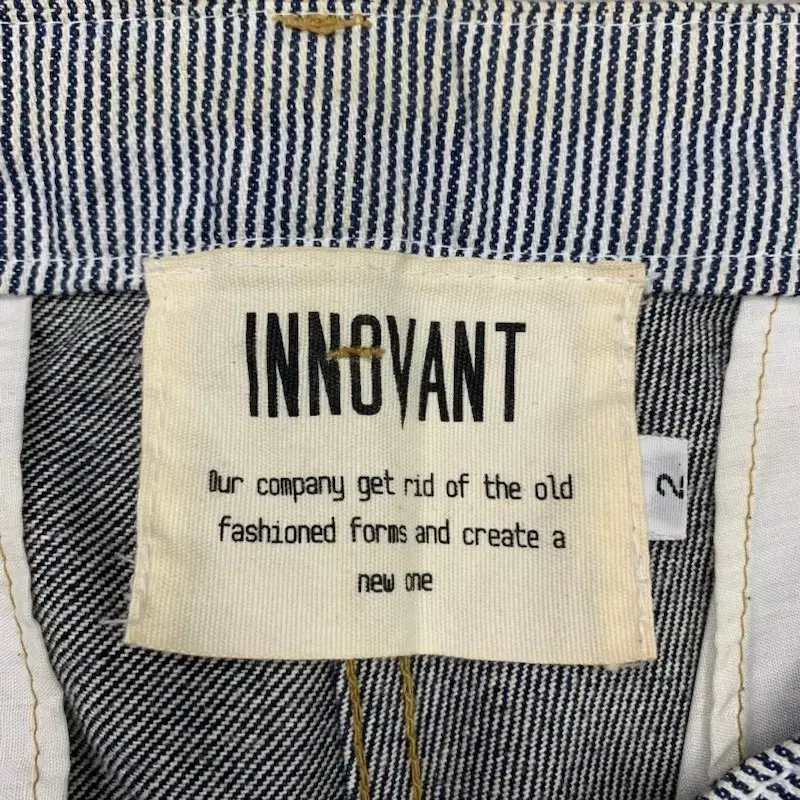 INNOVANT
Our company get rid of the old
fashioned forms and create a
new one
2